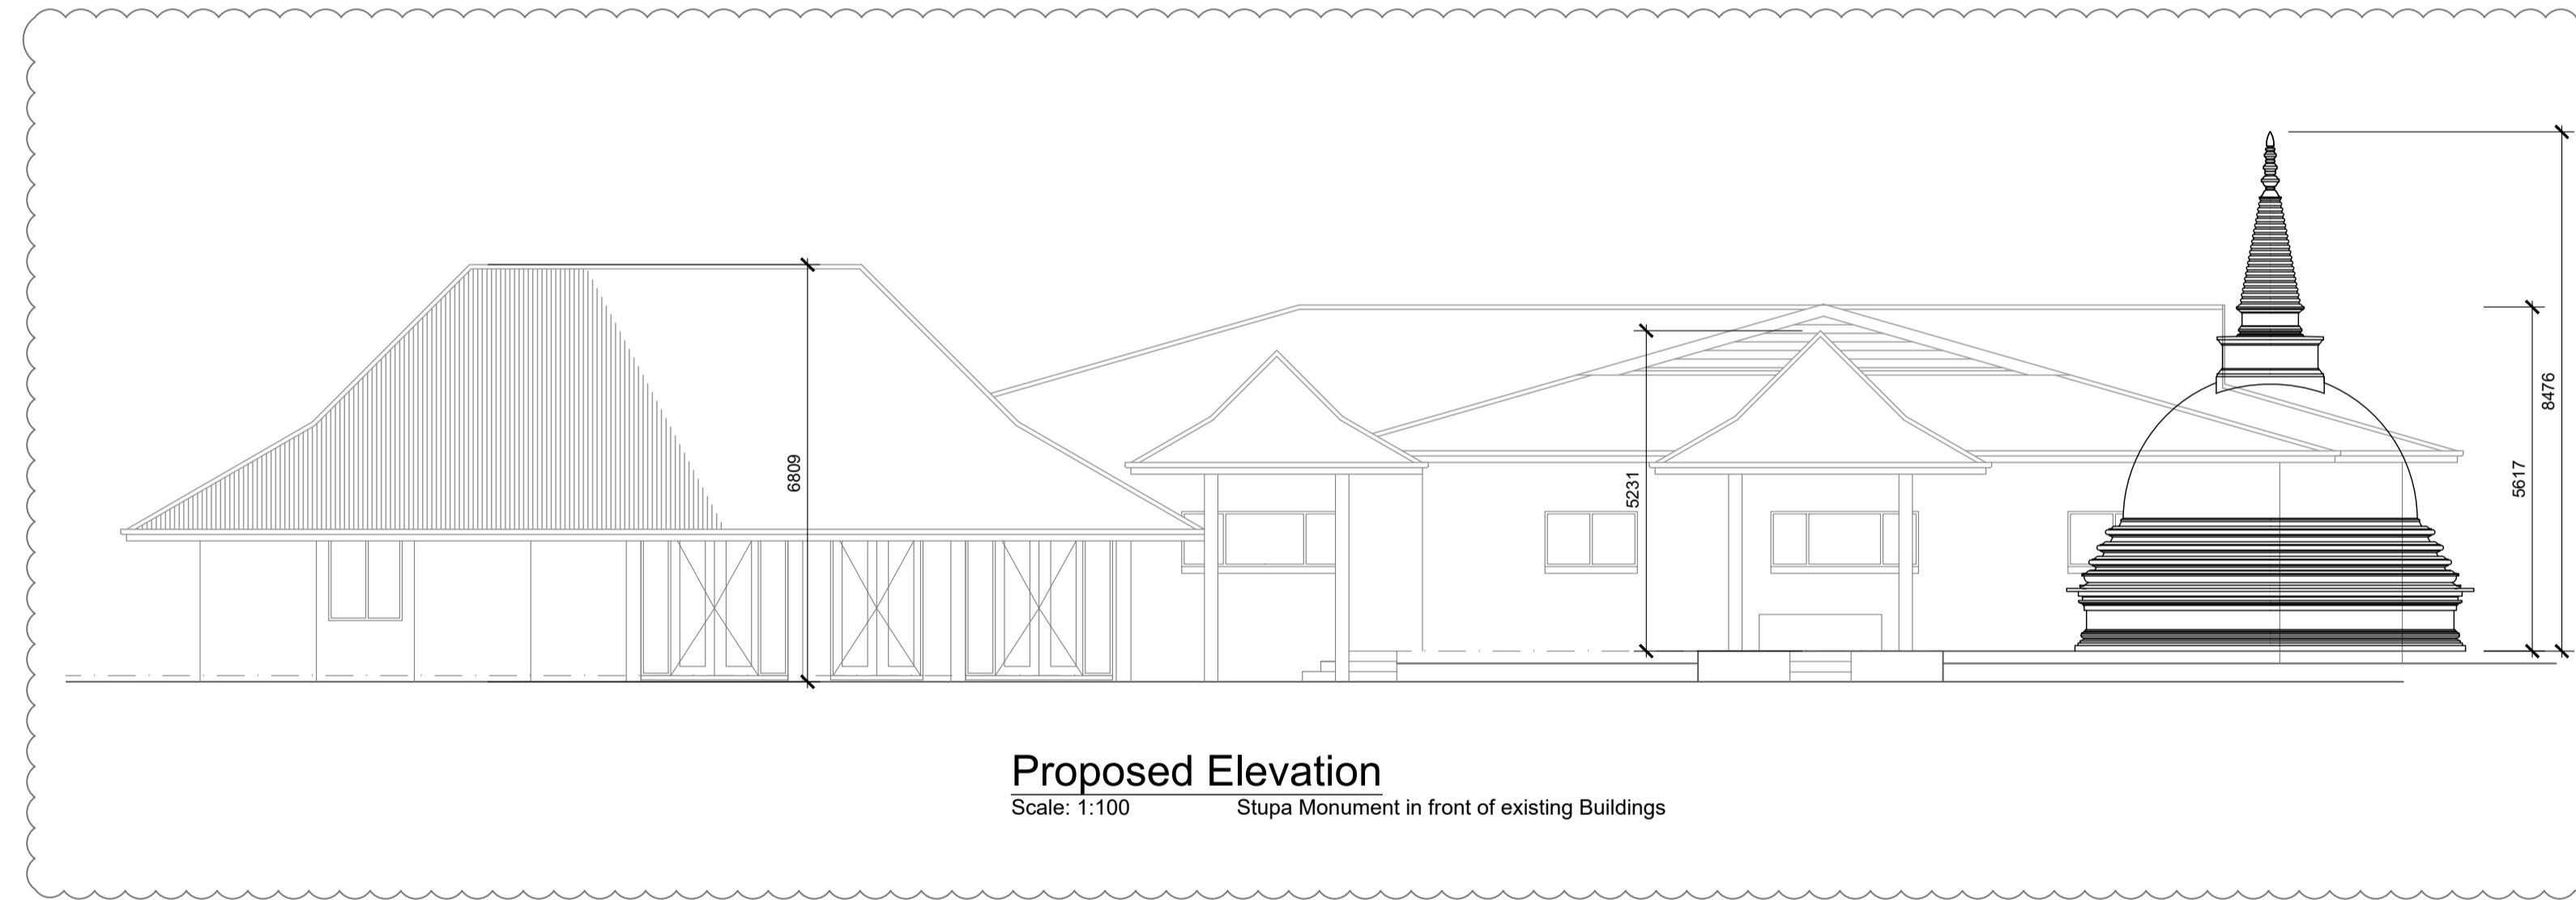 6809
5231
5617
8476
Proposed Elevation
Scale: 1:100 Stupa Monument in front of existing Buildings